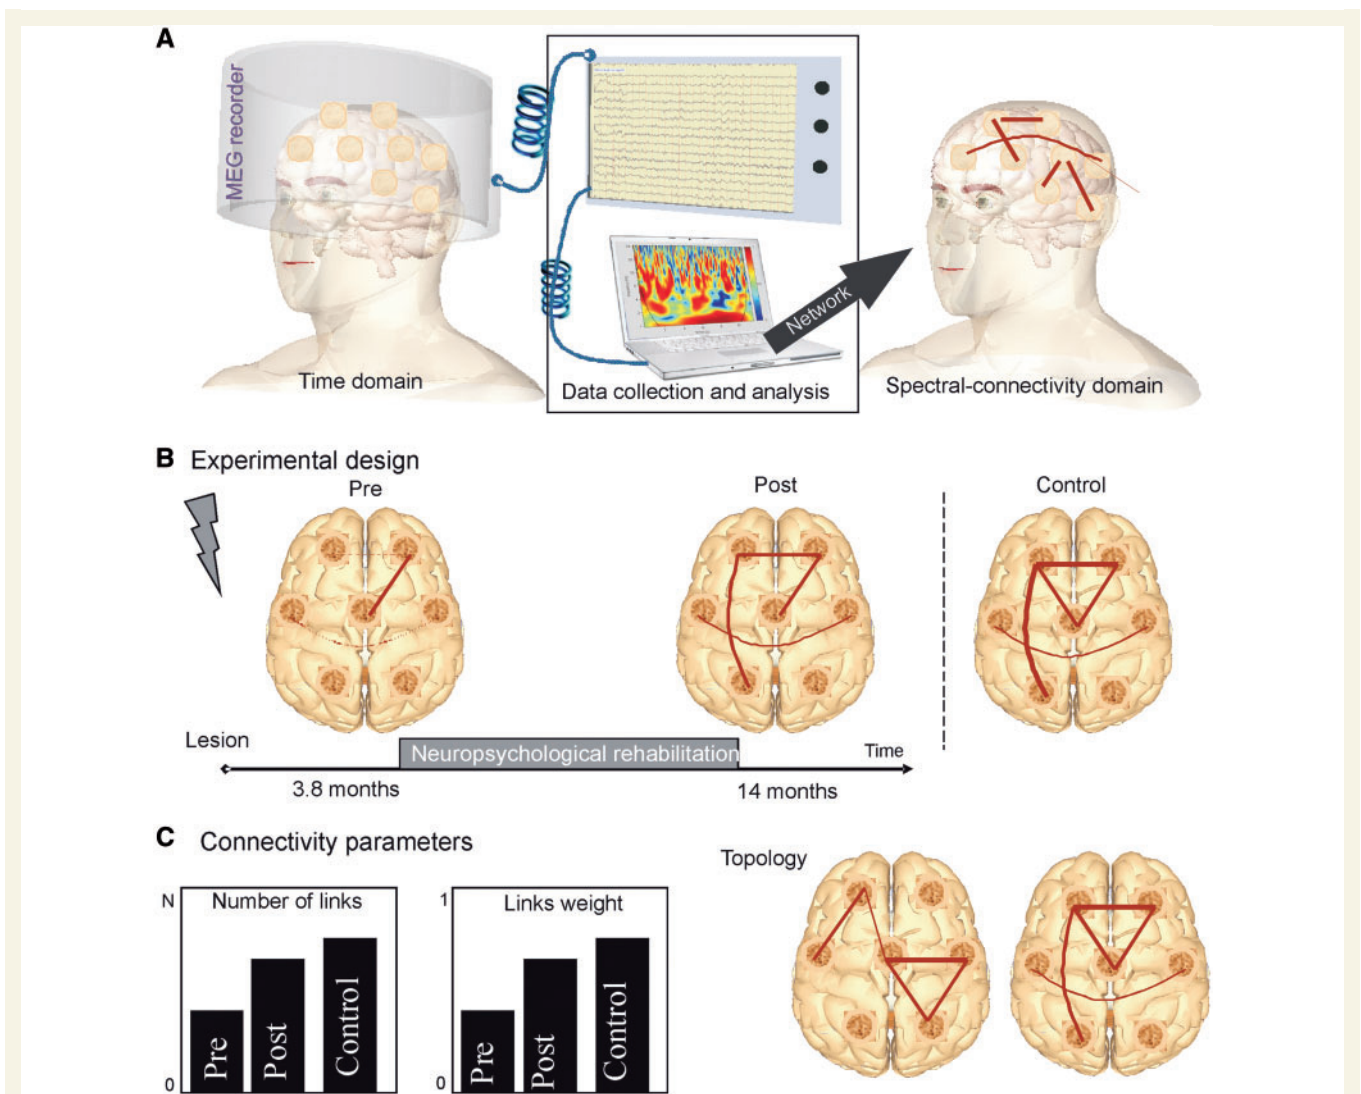 A
MEG recorder
Time domain
Data collection and analysis
Network
Spectral-connectivity domain
B Experimental design
Pre
Post
Control
Lesion
Neuropsychological rehabilitation
Time
3.8 months
14 months
C Connectivity parameters
N
Number of links
0
Pre
Post
Control
1
Links weight
0
Pre
Post
Control
Topology